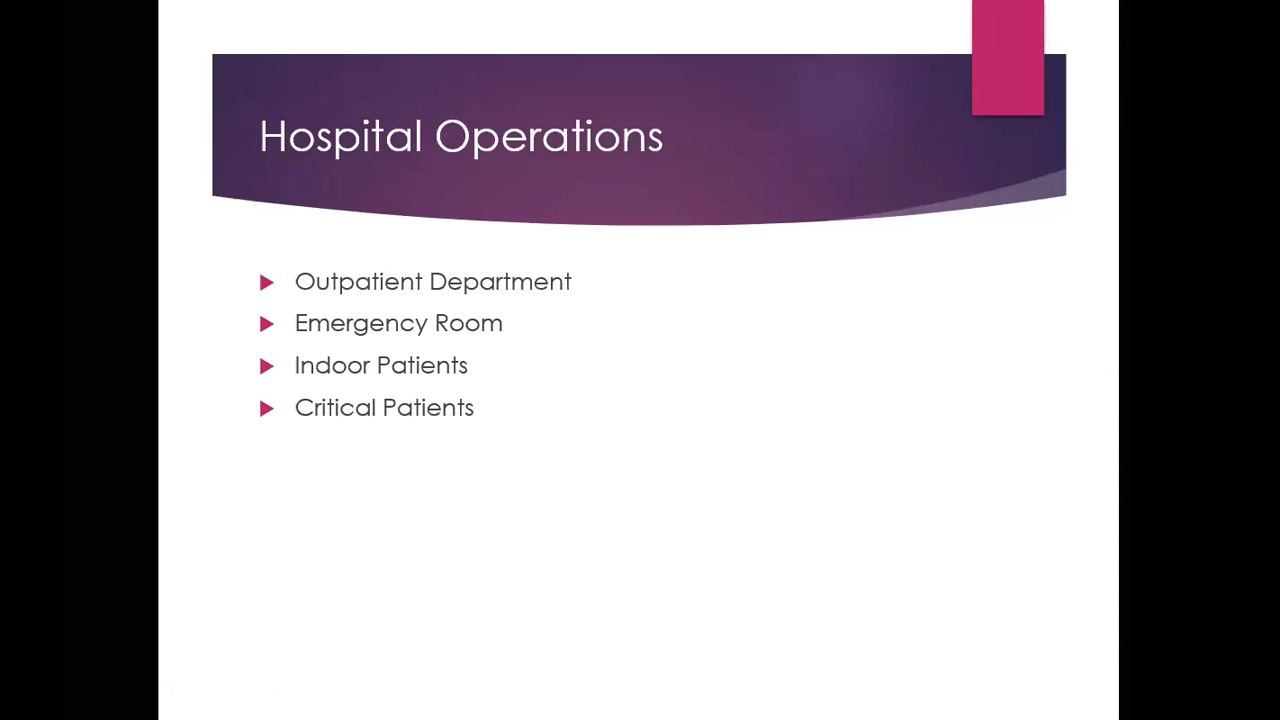 Hospital Operations
Outpatient Department
Emergency Room
Indoor Patients
Critical Patients